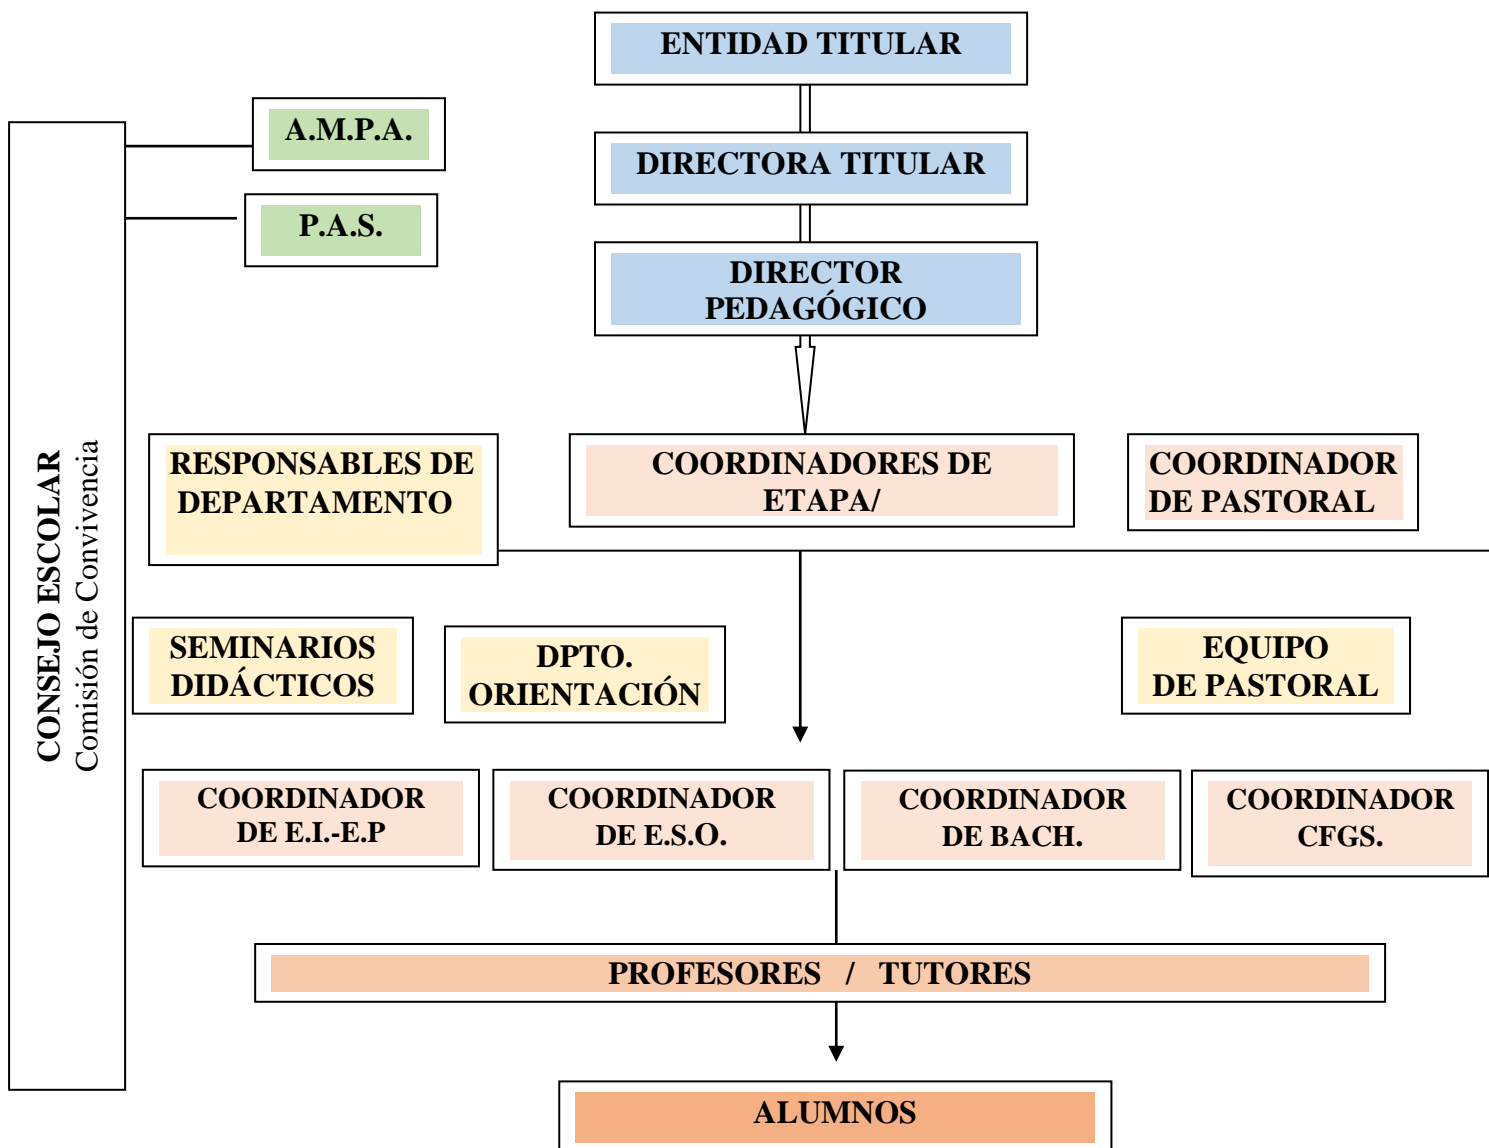 ENTIDAD TITULAR
A.M.P.A.
DIRECTORA TITULAR
P.A.S.
DIRECTOR
PEDAGÓGICO
CONSEJO ESCOLAR
Comisión de Convivencia
RESPONSABLES DE
DEPARTAMENTO
COORDINADORES DE
ETAPA/
COORDINADOR
DE PASTORAL
SEMINARIOS
DIDÁCTICOS
DPTO.
ORIENTACIÓN
EQUIPO
DE PASTORAL
COORDINADOR
DE E.I.-E.P
COORDINADOR
DE E.S.O.
COORDINADOR
DE BACH.
COORDINADOR
CFGS.
PROFESORES / TUTORES
ALUMNOS